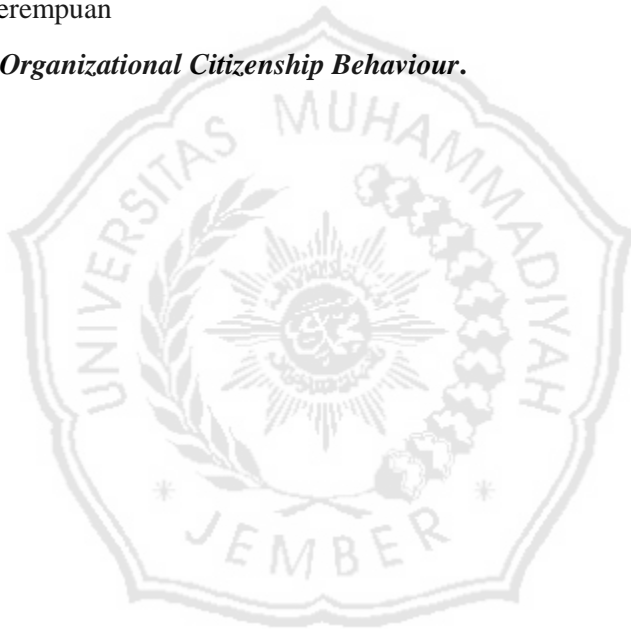 erempuan
Organizational Citizenship Behaviour.
UNIVERSITAS MUHAMMADIYAH
JEMBER